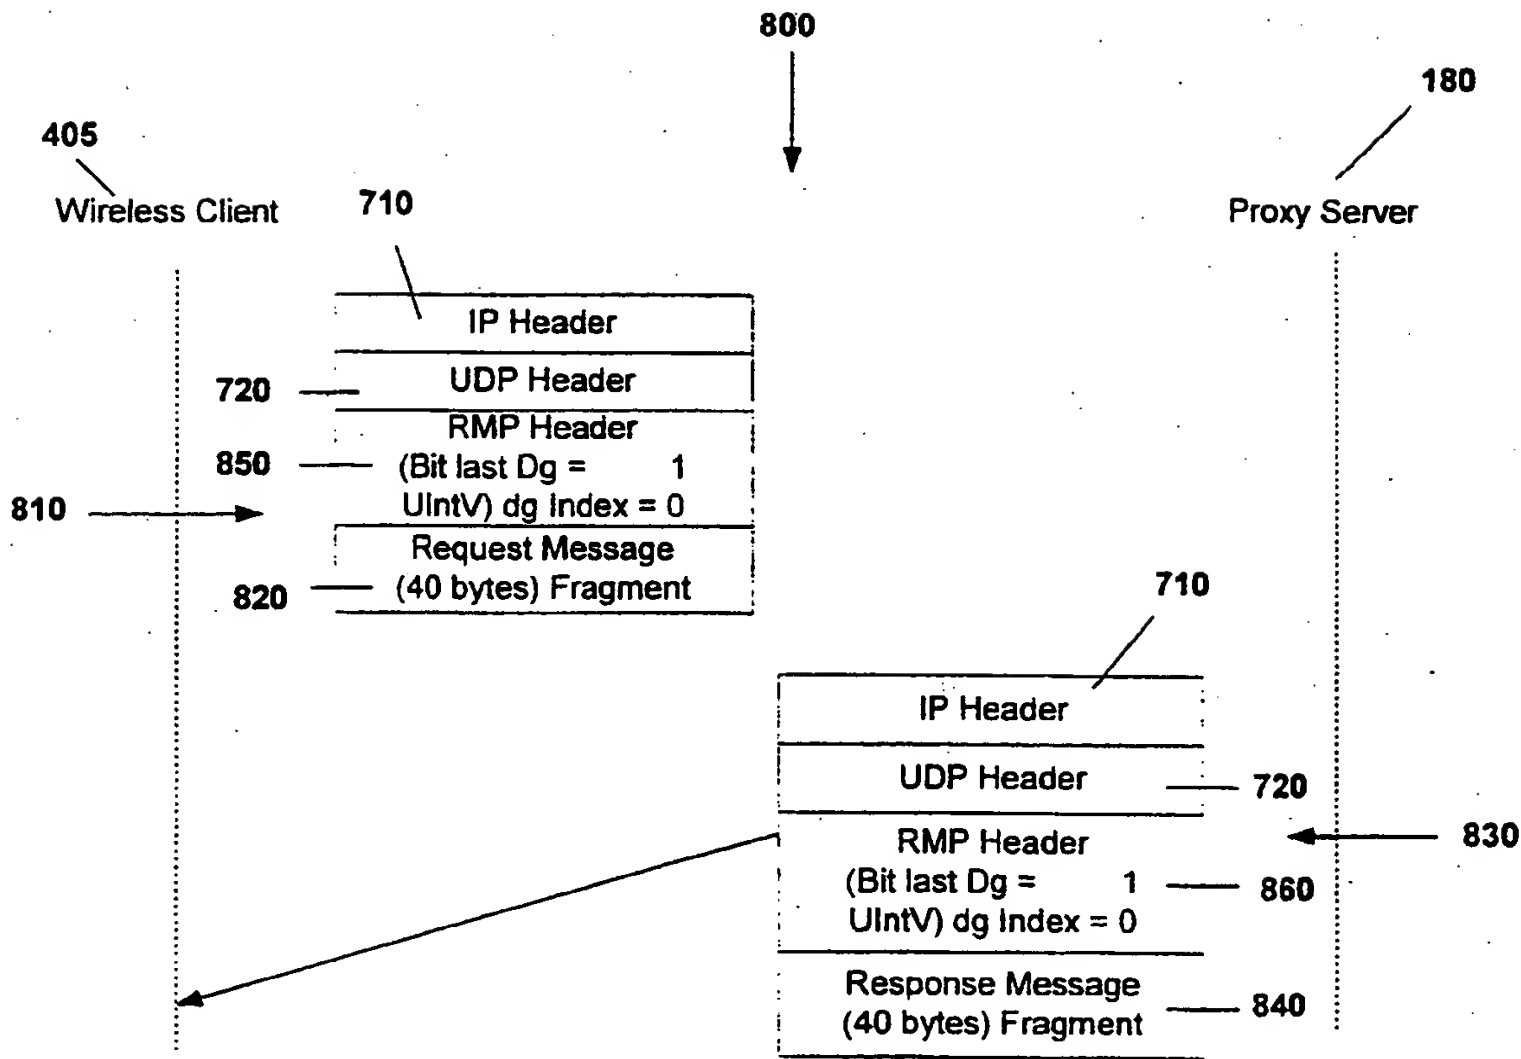 800
180
405
Wireless Client
710
Proxy Server
IP Header
720
UDP Header
RMP Header
850
(Bit last Dg = 1
810
UIntV) dg Index = 0
Request Message
820
(40 bytes) Fragment
710
IP Header
UDP Header
720
RMP Header
830
(Bit last Dg = 1
860
UIntV) dg Index = 0
Response Message
840
(40 bytes) Fragment